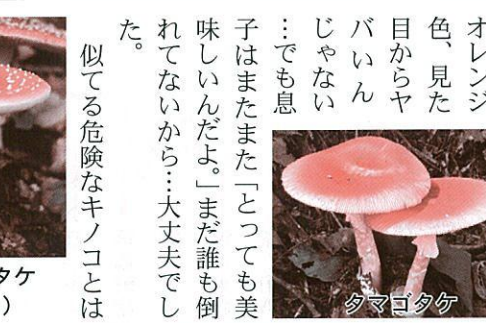 オレンジ
色、見た
目からヤ
バいん
じゃない
…でも息
子はまたまた「とっても美
味しいんだよ。」まだ誰も倒
れてないから…大丈夫でし
た。
似てる危険なキノコとは
タマゴタケ
タケ
）